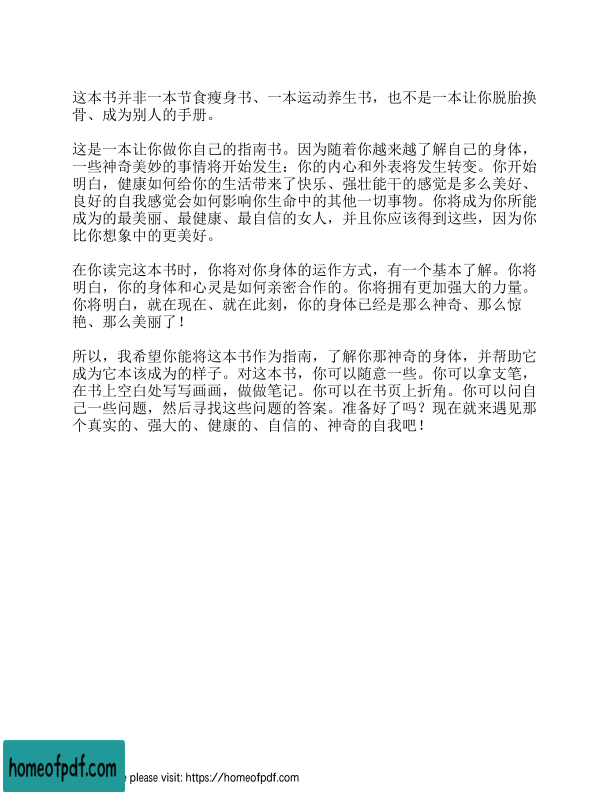 这本书并非一本节食瘦身书、一本运动养生书，也不是一本让你脱胎换
骨、成为别人的手册。
这是一本让你做你自己的指南书。因为随着你越来越了解自己的身体，
一些神奇美妙的事情将开始发生：你的内心和外表将发生转变。你开始
明白，健康如何给你的生活带来了快乐、强壮能干的感觉是多么美好、
良好的自我感觉会如何影响你生命中的其他一切事物。你将成为你所能
成为的最美丽、最健康、最自信的女人，并且你应该得到这些，因为你
比你想象中的更美好。
在你读完这本书时，你将对你身体的运作方式，有一个基本了解。你将
明白，你的身体和心灵是如何亲密合作的。你将拥有更加强大的力量。
你将明白，就在现在、就在此刻，你的身体已经是那么神奇、那么惊
艳、那么美丽了！
所以，我希望你能将这本书作为指南，了解你那神奇的身体，并帮助它
成为它本该成为的样子。对这本书，你可以随意一些。你可以拿支笔，
在书上空白处写写画画，做做笔记。你可以在书页上折角。你可以问自
己一些问题，然后寻找这些问题的答案。准备好了吗？现在就来遇见那
个真实的、强大的、健康的、自信的、神奇的自我吧！
homeofpdf.com
e please visit: https://homeofpdf.com